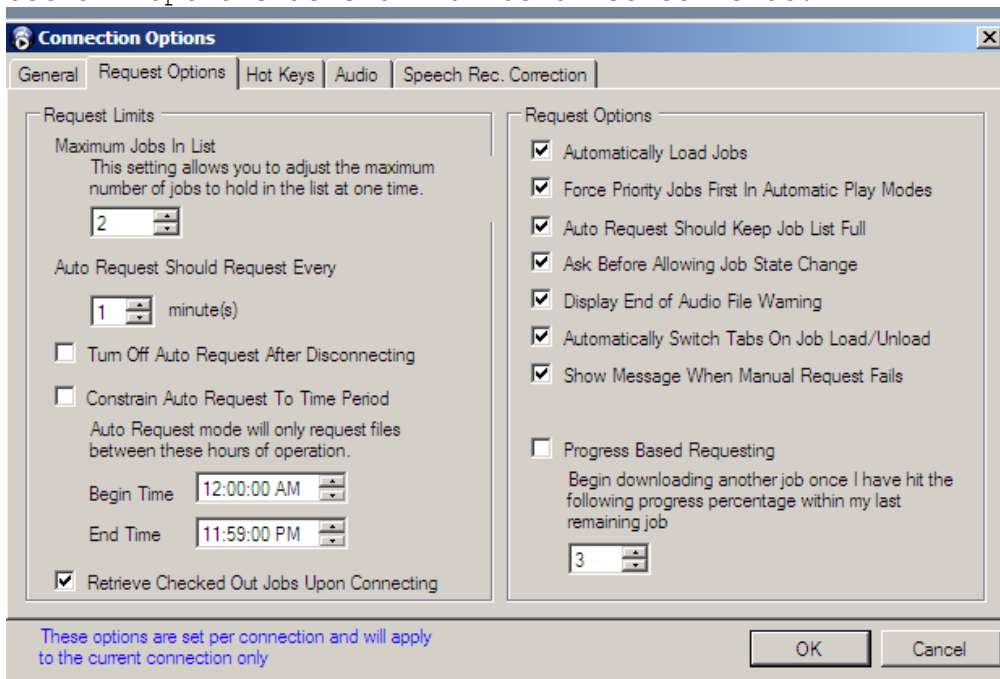 Connection Options
General Request Options Hot Keys Audio Speech Rec. Correction
Request Limits
Maximum Jobs In List
This setting allows you to adjust the maximum
number of jobs to hold in the list at one time.
2
Auto Request Should Request Every
1 minute(s)
Turn Off Auto Request After Disconnecting
Constrain Auto Request To Time Period
Auto Request mode will only request files
between these hours of operation.
Begin Time 12:00:00 AM
End Time 11:59:00 PM
Retrieve Checked Out Jobs Upon Connecting
Request Options
Automatically Load Jobs
Force Priority Jobs First In Automatic Play Modes
Auto Request Should Keep Job List Full
Ask Before Allowing Job State Change
Display End of Audio File Warning
Automatically Switch Tabs On Job Load/Unload
Show Message When Manual Request Fails
Progress Based Requesting
Begin downloading another job once I have hit the
following progress percentage within my last
remaining job
3
These options are set per connection and will apply
to the current connection only
OK Cancel